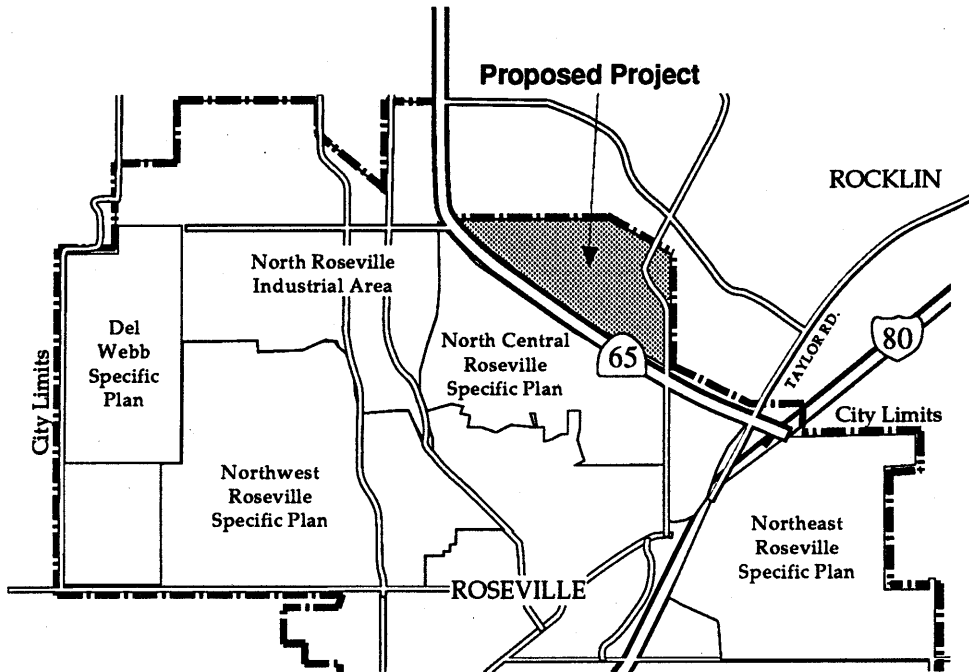 Proposed Project
ROCKLIN
North Roseville
Industrial Area
Del
Webb
Specific
Plan
North Central
Roseville
Specific Plan
65
TAYLOR RD.
80
City Limits
City Limits
Northwest
Roseville
Specific Plan
Northeast
Roseville
Specific Plan
ROSEVILLE